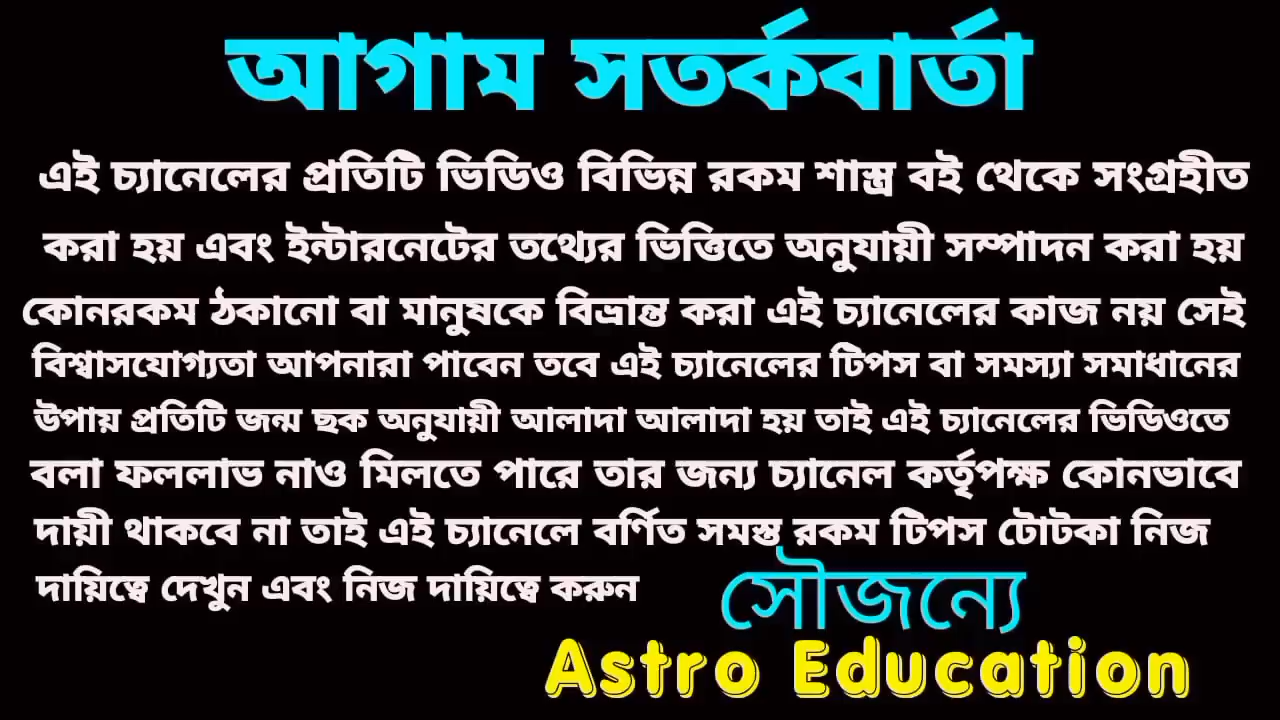 আগাম সতর্কবার্তা
এই চ্যানেলের প্রতিটি ভিডিও বিভিন্ন রকম শাস্ত্র বই থেকে সংগ্রহীত
করা হয় এবং ইন্টারনেটের তথ্যের ভিত্তিতে অনুযায়ী সম্পাদন করা হয়
কোনরকম ঠকানো বা মানুষকে বিভ্রান্ত করা এই চ্যানেলের কাজ নয় সেই
বিশ্বাসযোগ্যতা আপনারা পাবেন তবে এই চ্যানেলের টিপস বা সমস্যা সমাধানের
উপায় প্রতিটি জন্ম ছক অনুযায়ী আলাদা আলাদা হয় তাই এই চ্যানেলের ভিডিওতে
বলা ফললাভ নাও মিলতে পারে তার জন্য চ্যানেল কর্তৃপক্ষ কোনভাবে
দায়ী থাকবে না তাই এই চ্যানেলে বর্ণিত সমস্ত রকম টিপস টোটকা নিজ
দায়িত্বে দেখুন এবং নিজ দায়িত্বে করুন
সৌজন্যে
Astro Education